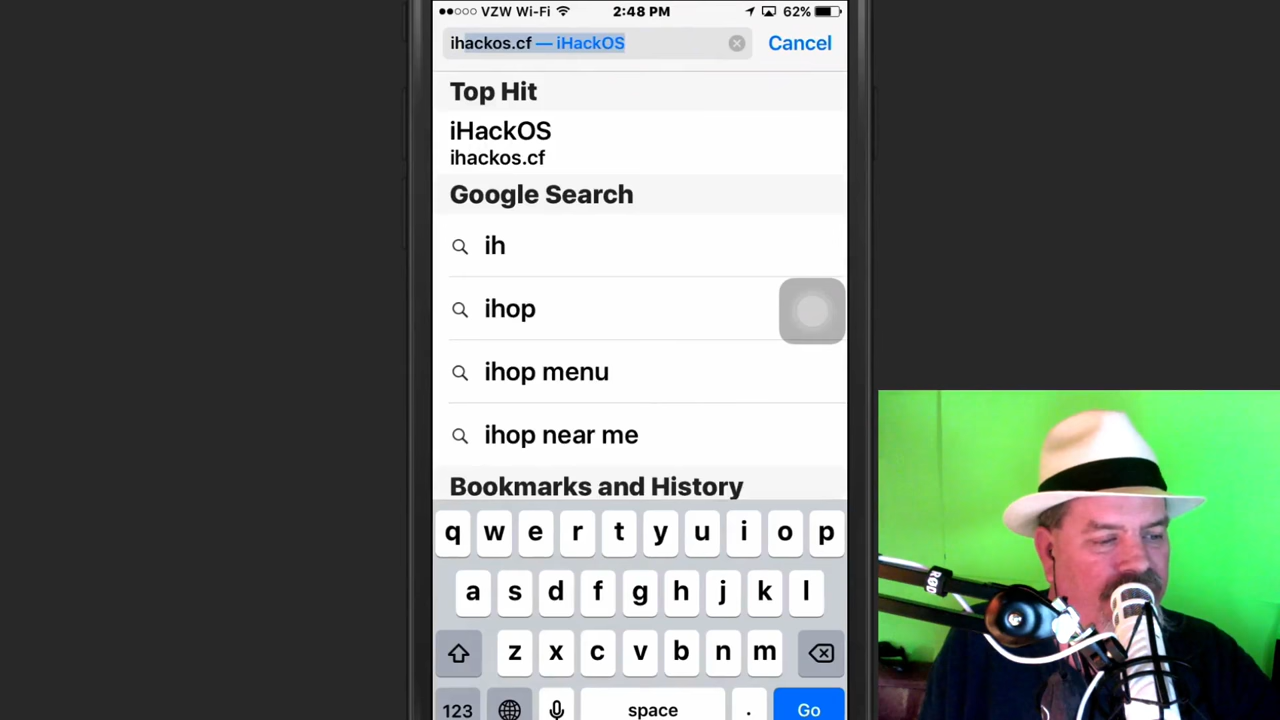 VZW Wi-Fi 2:48 PM 62%
ihackos.cf — iHackOS Cancel
Top Hit
iHackOS
ihackos.cf
Google Search
ih
ihop
ihop menu
ihop near me
Bookmarks and History
q w e r t y u i o p
a s d f g h j k l
z x c v b n m
123 space . Go
RØDE